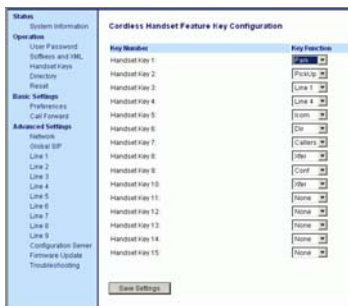 Status
System Information
Operation
User Password
Softkeys and XML
Handset Keys
Directory
Reset
Basic Settings
Preferences
Call Forward
Advanced Settings
Network
Global SIP
Line 1
Line 2
Line 3
Line 4
Line 5
Line 6
Line 7
Line 8
Line 9
Configuration Server
Firmware Update
Troubleshooting
Cordless Handset Feature Key Configuration
Key Number Key Function
Handset Key 1: Park
Handset Key 2: PickUp
Handset Key 3: Line 1
Handset Key 4: Line 4
Handset Key 5: Icom
Handset Key 6: Dir
Handset Key 7: Callers
Handset Key 8: Xfer
Handset Key 9: Conf
Handset Key 10: Xfer
Handset Key 11: None
Handset Key 12: None
Handset Key 13: None
Handset Key 14: None
Handset Key 15: None
Save Settings